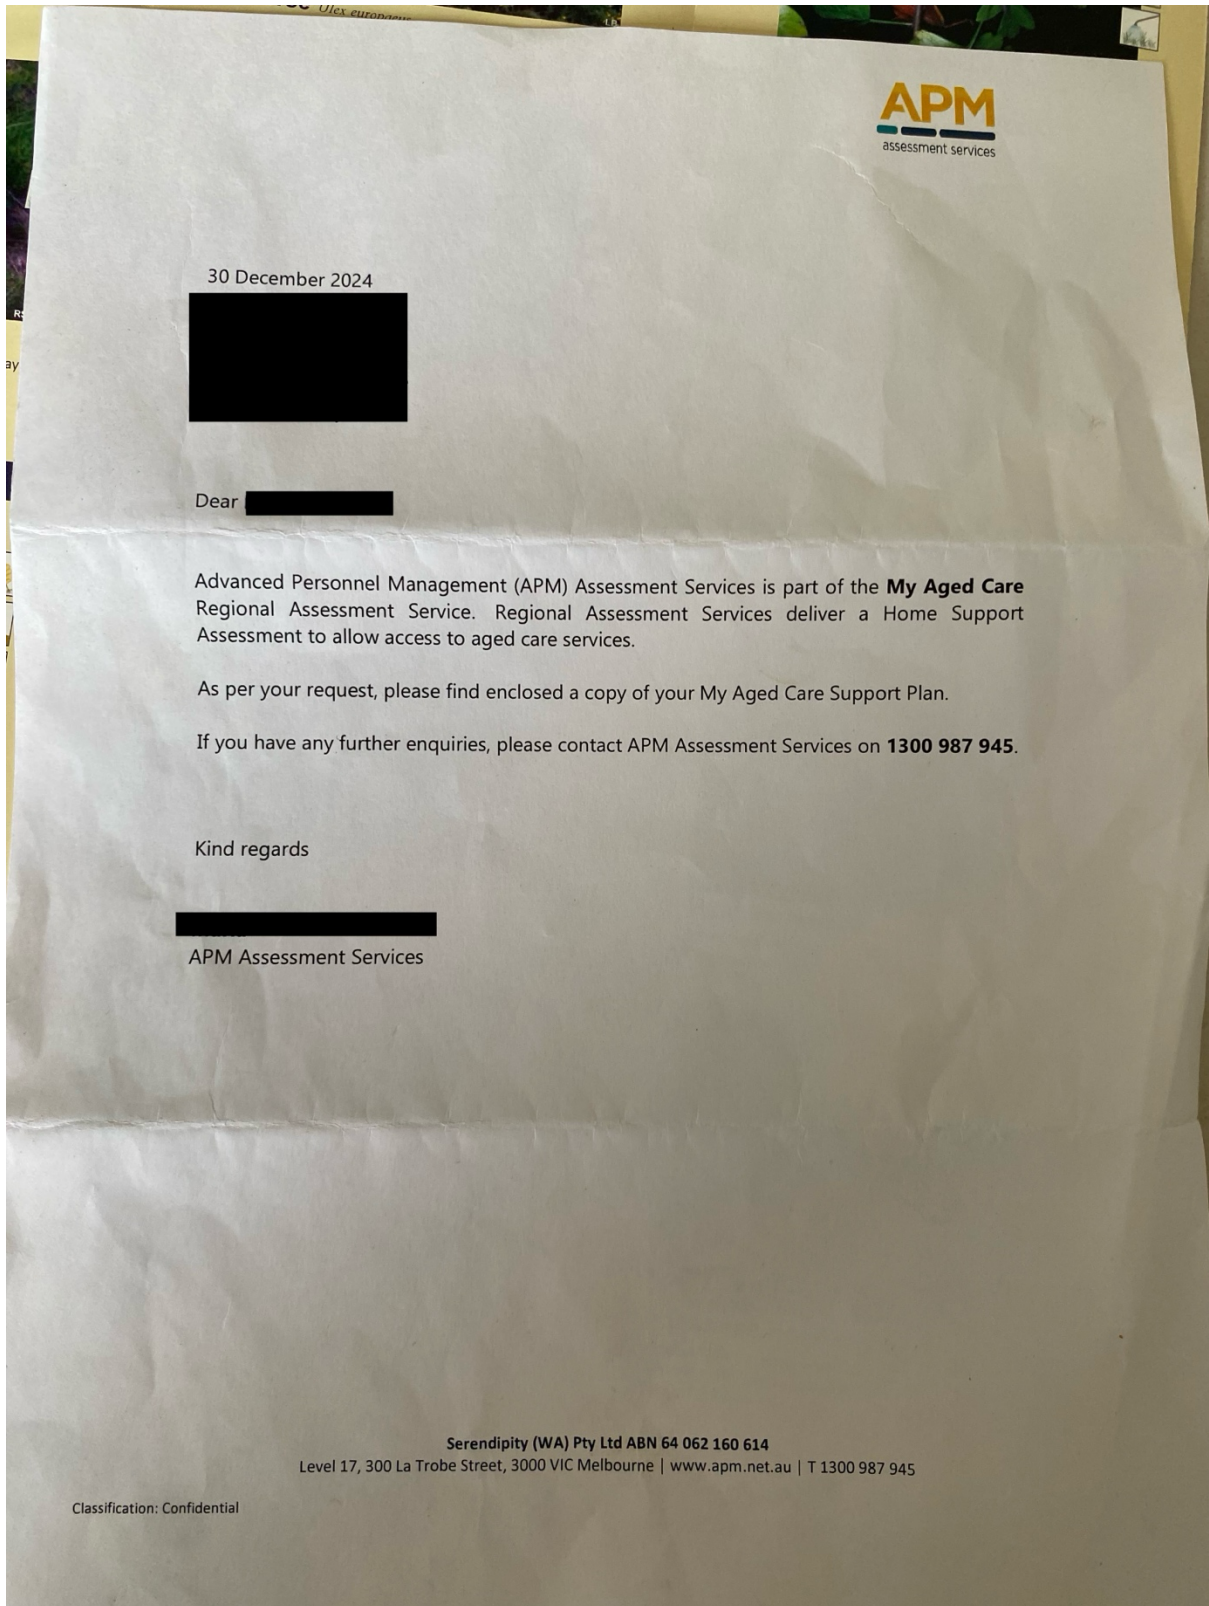 Ulex europaeus
APM
assessment services
30 December 2024
Dear
Advanced Personnel Management (APM) Assessment Services is part of the My Aged Care
Regional Assessment Service. Regional Assessment Services deliver a Home Support
Assessment to allow access to aged care services.
As per your request, please find enclosed a copy of your My Aged Care Support Plan.
If you have any further enquiries, please contact APM Assessment Services on 1300 987 945.
Kind regards
APM Assessment Services
Serendipity (WA) Pty Ltd ABN 64 062 160 614
Level 17, 300 La Trobe Street, 3000 VIC Melbourne | www.apm.net.au | T 1300 987 945
Classification: Confidential